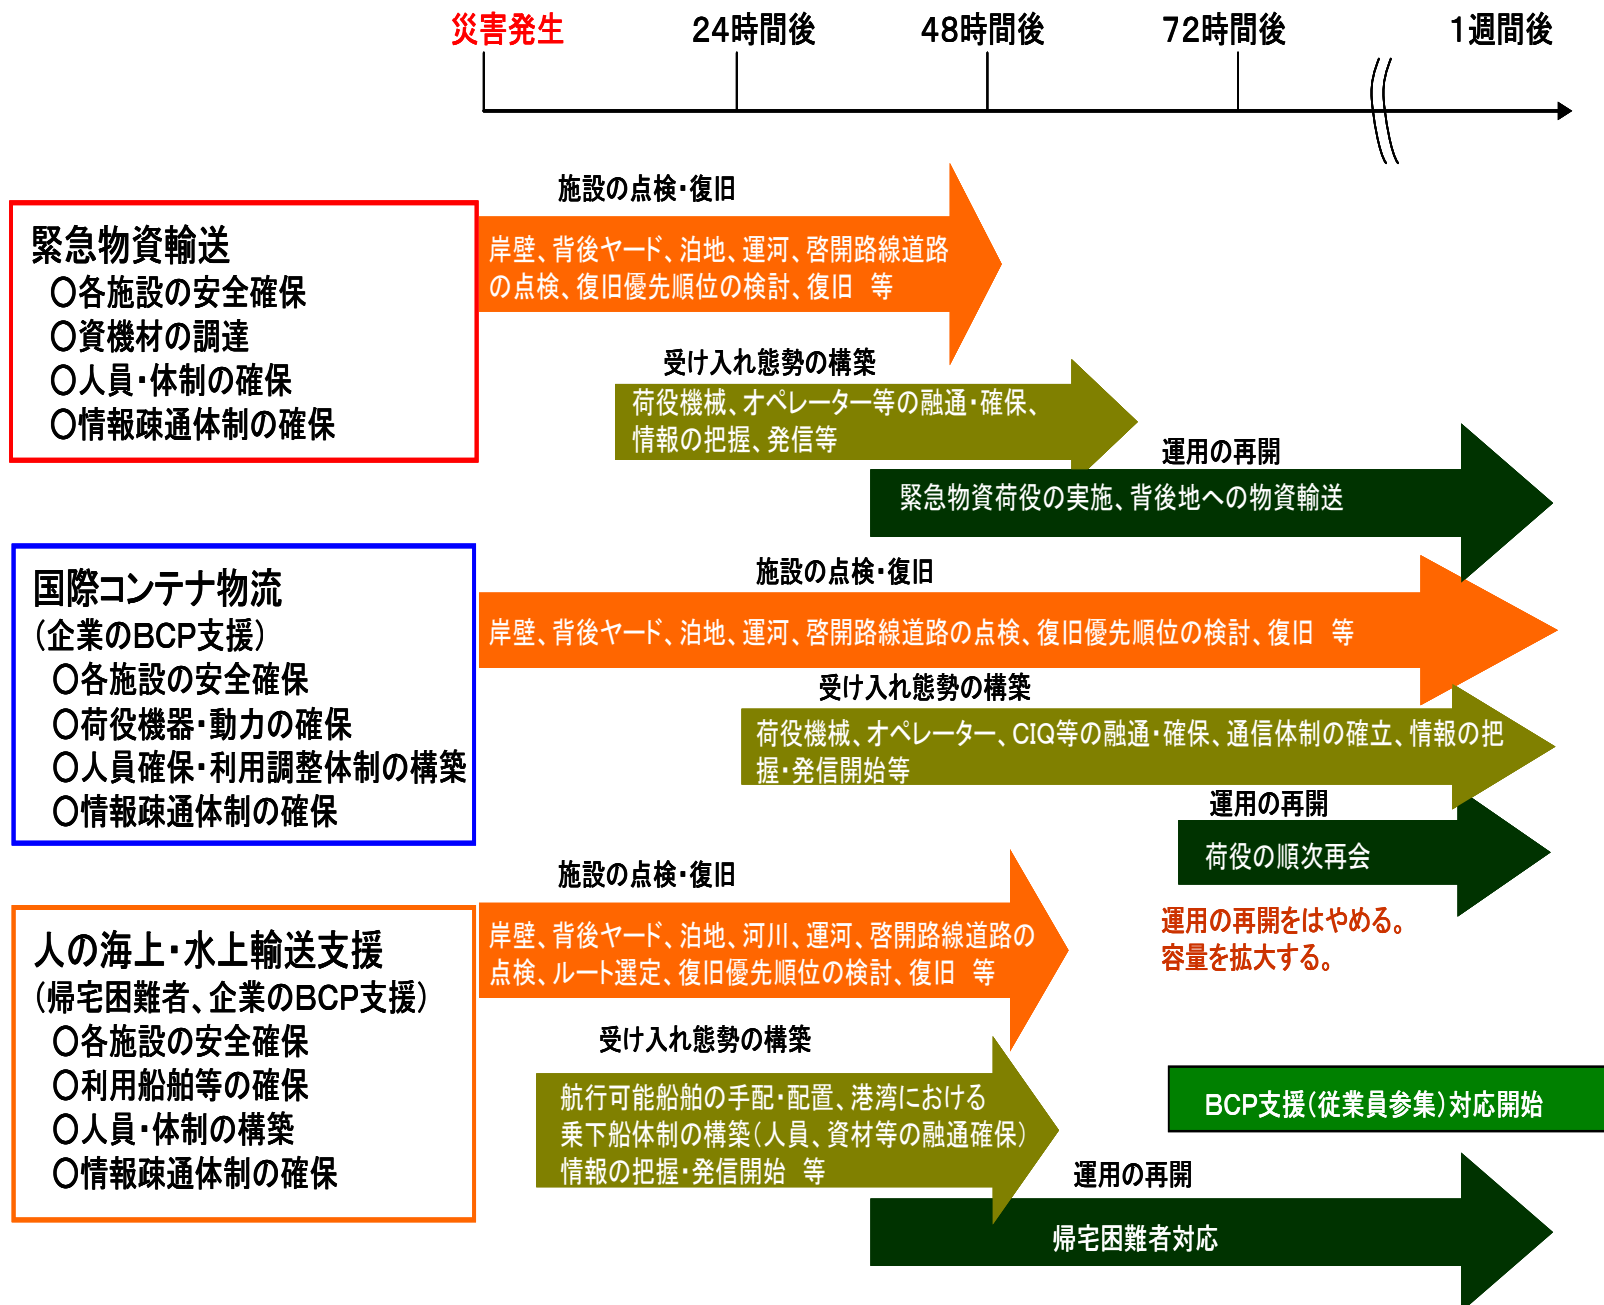 災害発生
24時間後
48時間後
72時間後
1週間後
施設の点検・復旧
緊急物資輸送
○各施設の安全確保
○資機材の調達
○人員・体制の確保
○情報疎通体制の確保
岸壁、背後ヤード、泊地、運河、啓開路線道路
の点検、復旧優先順位の検討、復旧　等
受け入れ態勢の構築
荷役機械、オペレーター等の融通・確保、
情報の把握、発信等
運用の再開
緊急物資荷役の実施、背後地への物資輸送
国際コンテナ物流
（企業のBCP支援）
○各施設の安全確保
○荷役機器・動力の確保
○人員確保・利用調整体制の構築
○情報疎通体制の確保
施設の点検・復旧
岸壁、背後ヤード、泊地、運河、啓開路線道路の点検、復旧優先順位の検討、復旧　等
受け入れ態勢の構築
荷役機械、オペレーター、CIQ等の融通・確保、通信体制の確立、情報の把
握・発信開始等
運用の再開
荷役の順次再会
運用の再開をはやめる。
容量を拡大する。
人の海上・水上輸送支援
（帰宅困難者、企業のBCP支援）
○各施設の安全確保
○利用船舶等の確保
○人員・体制の構築
○情報疎通体制の確保
施設の点検・復旧
岸壁、背後ヤード、泊地、河川、運河、啓開路線道路の
点検、ルート選定、復旧優先順位の検討、復旧　等
受け入れ態勢の構築
航行可能船舶の手配・配置、港湾における
乗下船体制の構築（人員、資材等の融通確保）
情報の把握・発信開始　等
BCP支援（従業員参集）対応開始
運用の再開
帰宅困難者対応